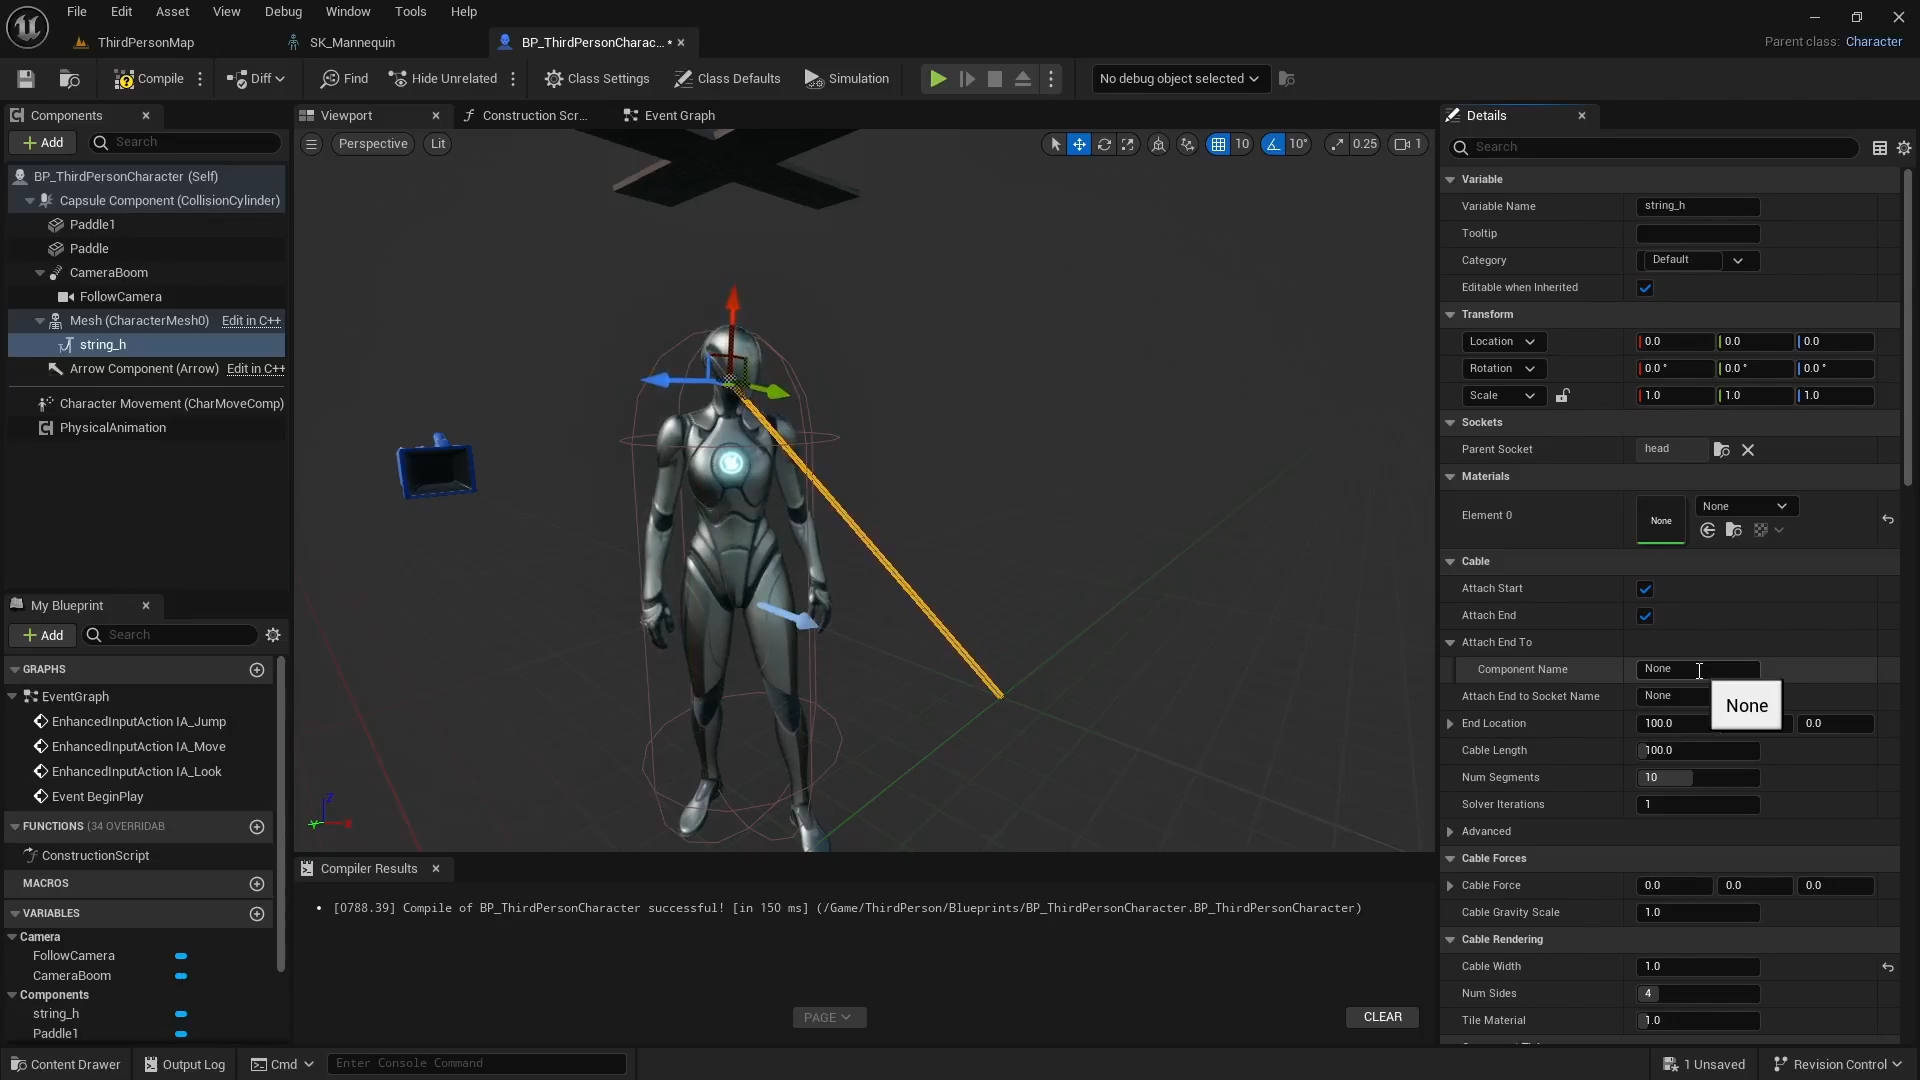 File Edit Asset View Debug Window Tools Help
ThirdPersonMap SK_Mannequin BP_ThirdPersonCharac... •
Parent class: Character
Compile Diff Find Hide Unrelated Class Settings Class Defaults Simulation No debug object selected
Components
Add Search
BP_ThirdPersonCharacter (Self)
Capsule Component (CollisionCylinder)
Paddle1
Paddle
CameraBoom
FollowCamera
Mesh (CharacterMesh0) Edit in C++
string_h
Arrow Component (Arrow) Edit in C++
Character Movement (CharMoveComp)
PhysicalAnimation
My Blueprint
Add Search
GRAPHS
EventGraph
EnhancedInputAction IA_Jump
EnhancedInputAction IA_Move
EnhancedInputAction IA_Look
Event BeginPlay
FUNCTIONS (34 OVERRIDAB
ConstructionScript
MACROS
VARIABLES
Camera
FollowCamera
CameraBoom
Components
string_h
Paddle1
Viewport Construction Scr... Event Graph
Perspective Lit 10 10° 0.25 1
Z
Compiler Results
[0788.39] Compile of BP_ThirdPersonCharacter successful! [in 150 ms] (/Game/ThirdPerson/Blueprints/BP_ThirdPersonCharacter.BP_ThirdPersonCharacter)
PAGE CLEAR
Details
Search
Variable
Variable Name string_h
Tooltip
Category Default
Editable when Inherited
Transform
Location 0.0 0.0 0.0
Rotation 0.0 ° 0.0 ° 0.0 °
Scale 1.0 1.0 1.0
Sockets
Parent Socket head
Materials
Element 0 None None
Cable
Attach Start
Attach End
Attach End To
Component Name None
Attach End to Socket Name None
None
End Location 100.0 0.0
Cable Length 100.0
Num Segments 10
Solver Iterations 1
Advanced
Cable Forces
Cable Force 0.0 0.0 0.0
Cable Gravity Scale 1.0
Cable Rendering
Cable Width 1.0
Num Sides 4
Tile Material 1.0
Content Drawer Output Log Cmd Enter Console Command 1 Unsaved Revision Control